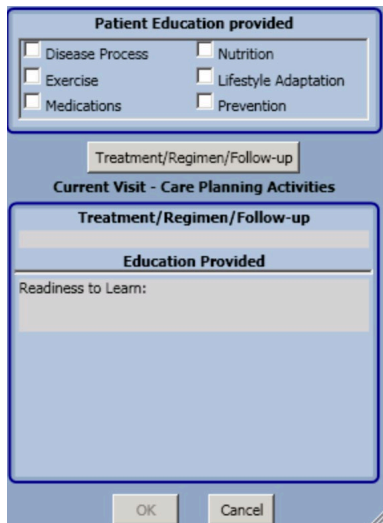 Patient Education provided
Disease Process Nutrition
Exercise Lifestyle Adaptation
Medications Prevention
Treatment/Regimen/Follow-up
Current Visit - Care Planning Activities
Treatment/Regimen/Follow-up
Education Provided
Readiness to Learn:
OK Cancel